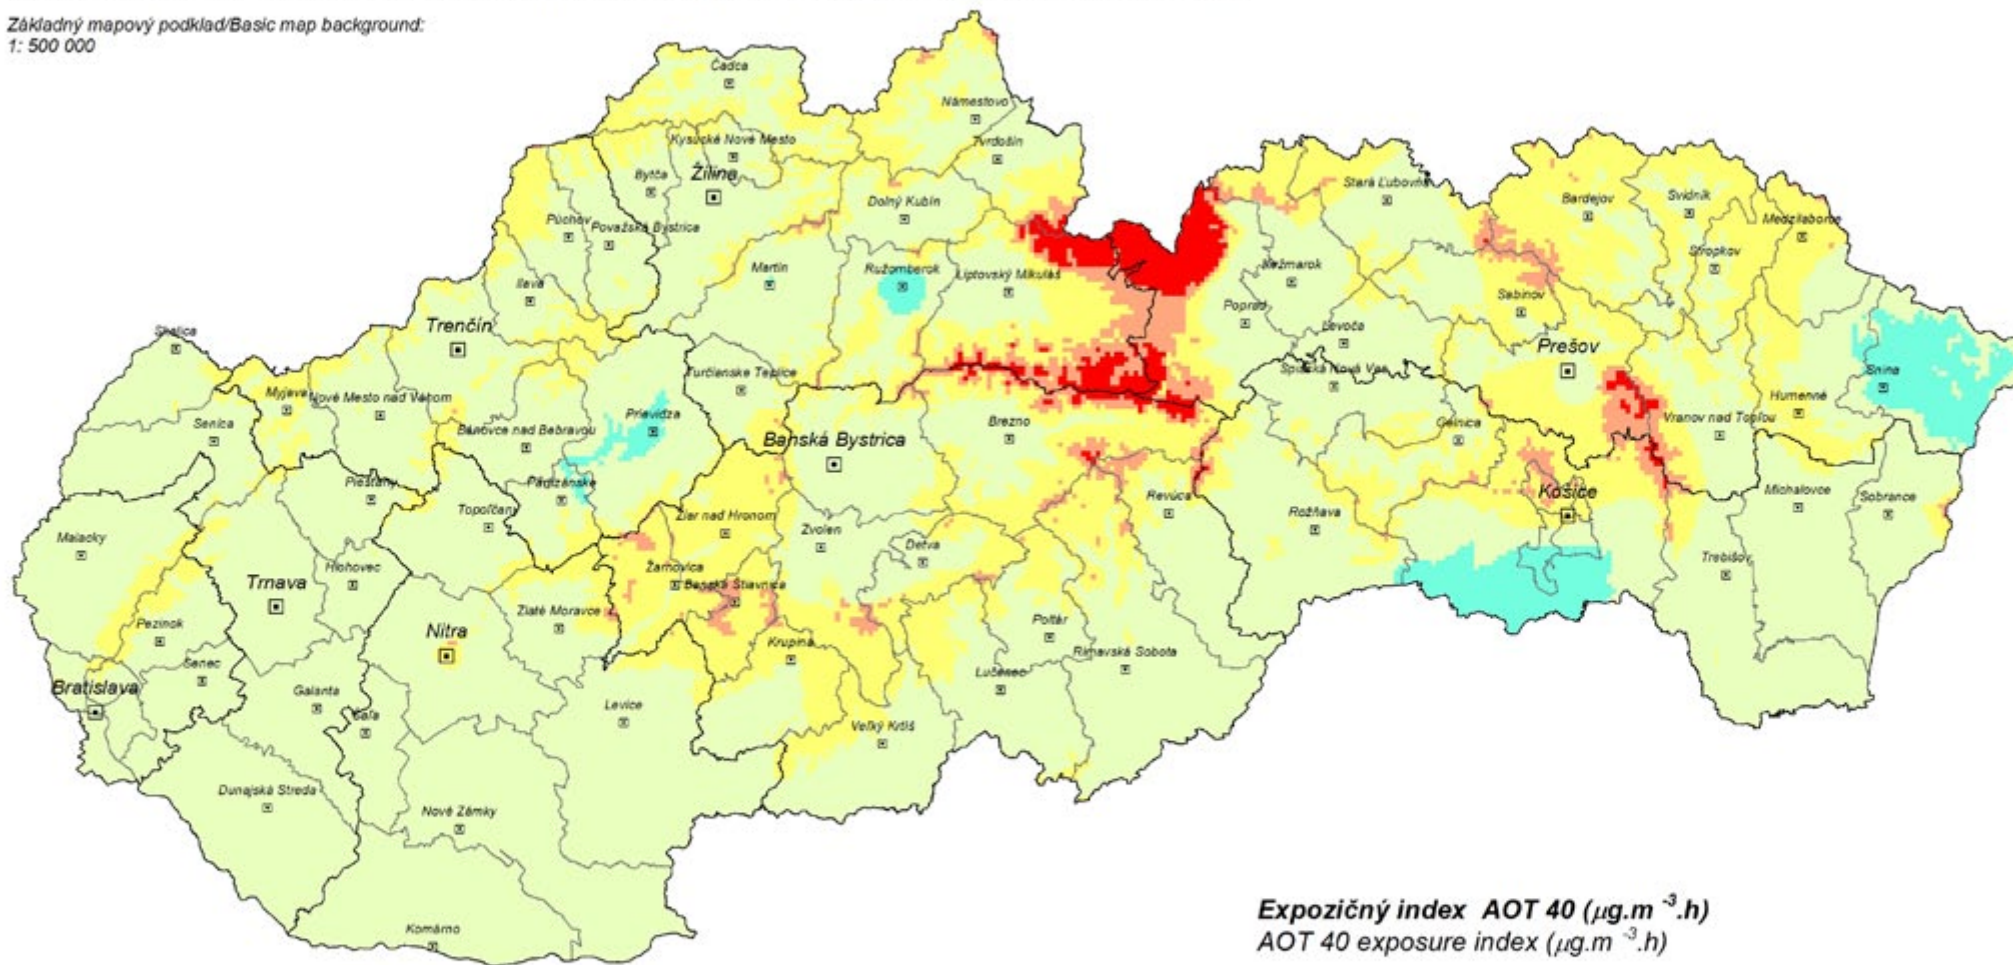 Základný mapový podklad/Basic map background:
1: 500 000
Čadca
Námestovo
Kysucké Nové Mesto
Tvrdošín
Bytča
Žilina
Stará Ľubovňa
Dolný Kubín
Bardejov
Svidník
Púchov
Považská Bystrica
Medzilaborce
Stropkov
Martin
Ružomberok
Liptovský Mikuláš
Kežmarok
Ilava
Sabinov
Poprad
Trenčín
Levoča
Skalica
Prešov
Turčianske Teplice
Spišská Nová Ves
Snina
Myjava
Nové Mesto nad Váhom
Humenné
Prievidza
Brezno
Vranov nad Topľou
Senica
Bánovce nad Bebravou
Banská Bystrica
Gelnica
Piešťany
Partizánske
Revúca
Košice
Michalovce
Sobrance
Topoľčany
Žiar nad Hronom
Rožňava
Malacky
Zvolen
Detva
Hlohovec
Žarnovica
Trebišov
Trnava
Banská Štiavnica
Zlaté Moravce
Pezinok
Nitra
Poltár
Krupina
Rimavská Sobota
Senec
Lučenec
Bratislava
Galanta
Šaľa
Levice
Veľký Krtíš
Dunajská Streda
Nové Zámky
Komárno
Expozičný index AOT 40 (µg.m⁻³.h)
AOT 40 exposure index (µg.m⁻³.h)